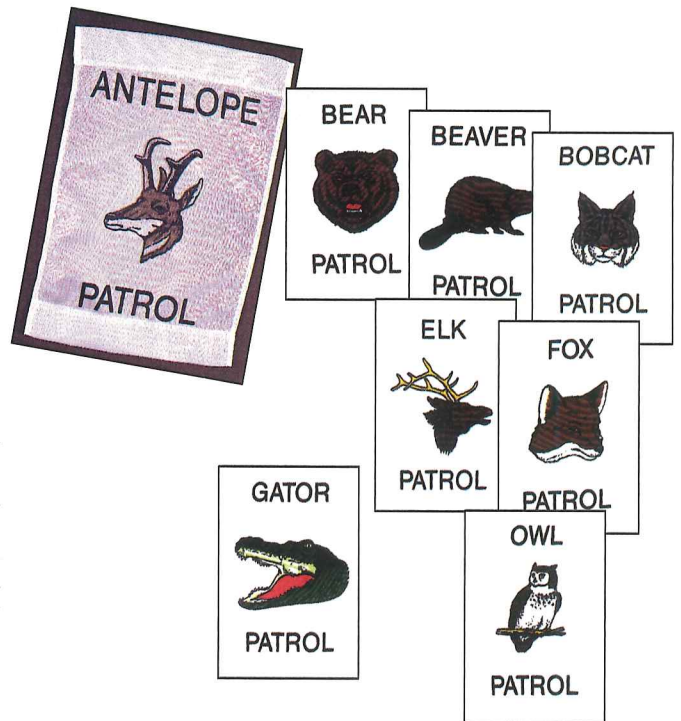 ANTELOPE
PATROL
BEAR
PATROL
BEAVER
PATROL
BOBCAT
PATROL
ELK
PATROL
FOX
PATROL
GATOR
PATROL
OWL
PATROL